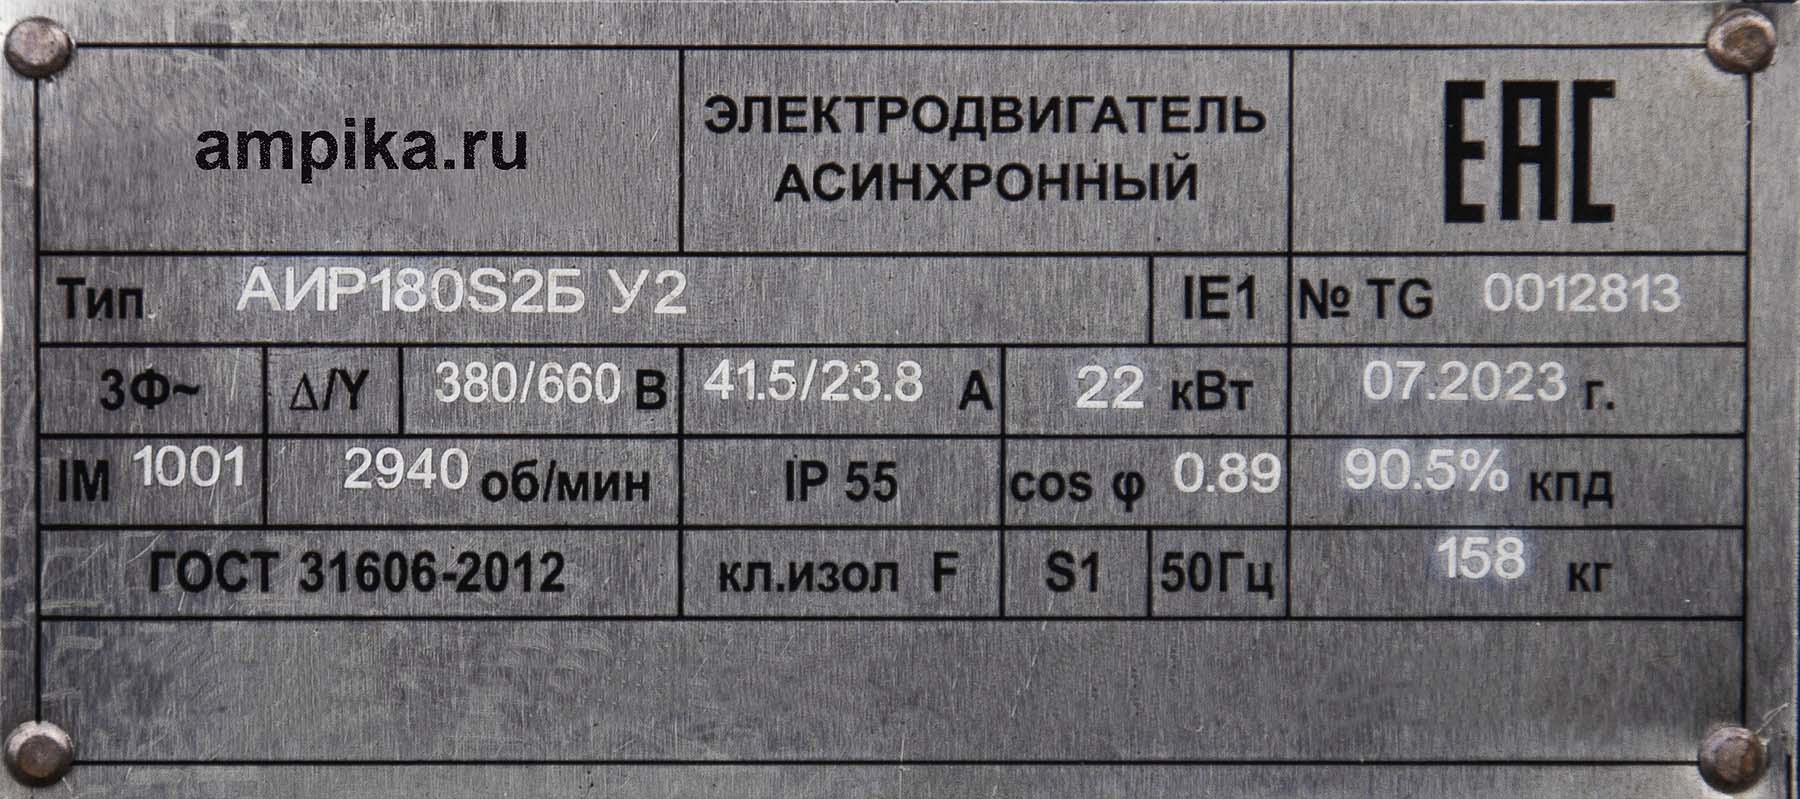 ampika.ru
ЭЛЕКТРОДВИГАТЕЛЬ
АСИНХРОННЫЙ
EAC
Тип АИР180S2Б У2 IE1 № TG 0012813
3Ф~ Δ/Y 380/660 В 41.5/23.8 А 22 кВт 07.2023 г.
IM 1001 2940 об/мин IP 55 cos φ 0.89 90.5% кпд
ГОСТ 31606-2012 кл.изол F S1 50Гц 158 кг